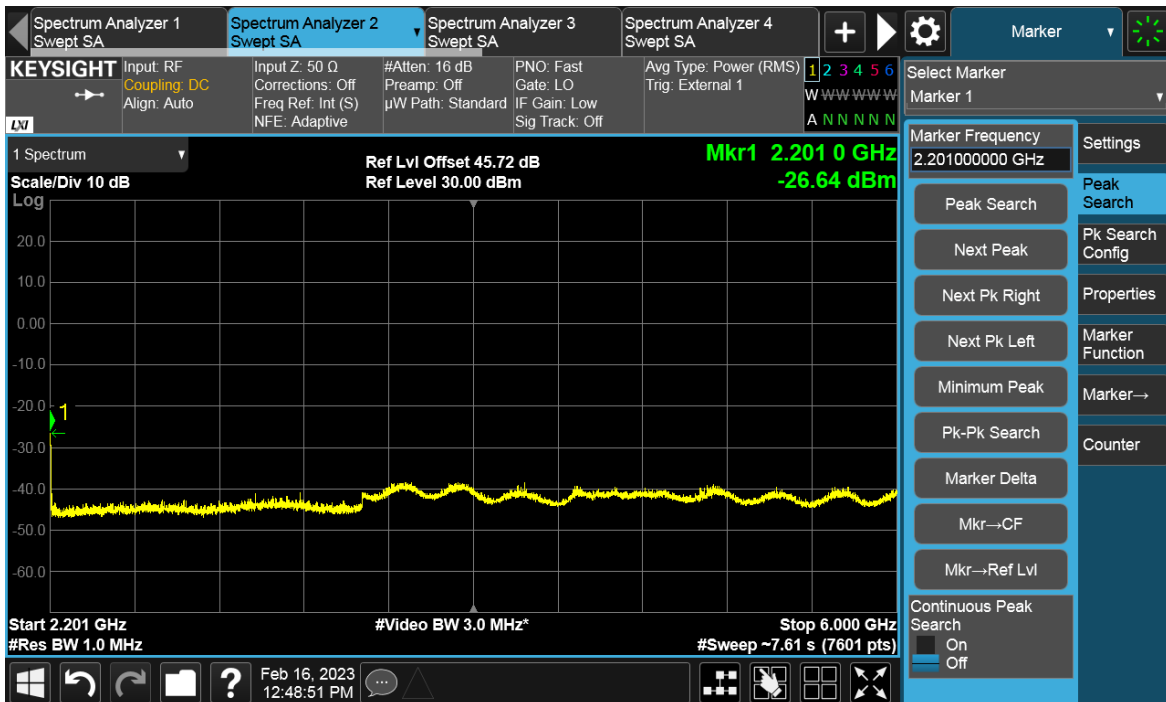 Spectrum Analyzer 1
Swept SA
Spectrum Analyzer 2
Swept SA
Spectrum Analyzer 3
Swept SA
Spectrum Analyzer 4
Swept SA
+
Marker
KEYSIGHT
LXI
Input: RF
Coupling: DC
Align: Auto
Input Z: 50 Ω
Corrections: Off
Freq Ref: Int (S)
NFE: Adaptive
#Atten: 16 dB
Preamp: Off
µW Path: Standard
PNO: Fast
Gate: LO
IF Gain: Low
Sig Track: Off
Avg Type: Power (RMS)
Trig: External 1
1 2 3 4 5 6
W W W W W W
A N N N N N
Select Marker
Marker 1
1 Spectrum
Scale/Div 10 dB
Ref Lvl Offset 45.72 dB
Ref Level 30.00 dBm
Mkr1 2.201 0 GHz
-26.64 dBm
Log
20.0
10.0
0.00
-10.0
-20.0
-30.0
-40.0
-50.0
-60.0
1
Start 2.201 GHz
#Res BW 1.0 MHz
#Video BW 3.0 MHz*
Stop 6.000 GHz
#Sweep ~7.61 s (7601 pts)
Marker Frequency
2.201000000 GHz
Peak Search
Next Peak
Next Pk Right
Next Pk Left
Minimum Peak
Pk-Pk Search
Marker Delta
Mkr→CF
Mkr→Ref Lvl
Continuous Peak
Search
On
Off
Settings
Peak
Search
Pk Search
Config
Properties
Marker
Function
Marker→
Counter
?
Feb 16, 2023
12:48:51 PM